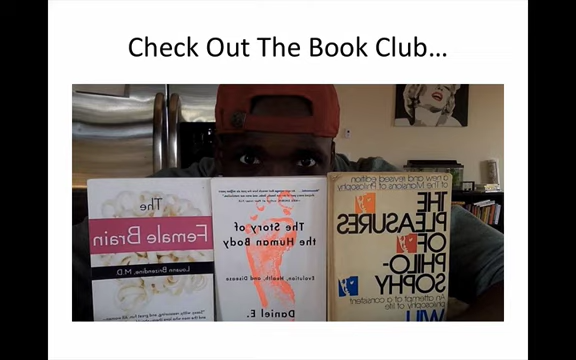 Check Out The Book Club…
The
Female Brain
Louann Brizendine, M.D.
The Story of
the Human Body
Evolution, Health, and Disease
Daniel E.
a new and revised edition
of The Mansions of Philosophy
THE
PLEASURES
OF
PHILO-
SOPHY
An attempt at a consistent
philosophy of life
WILL